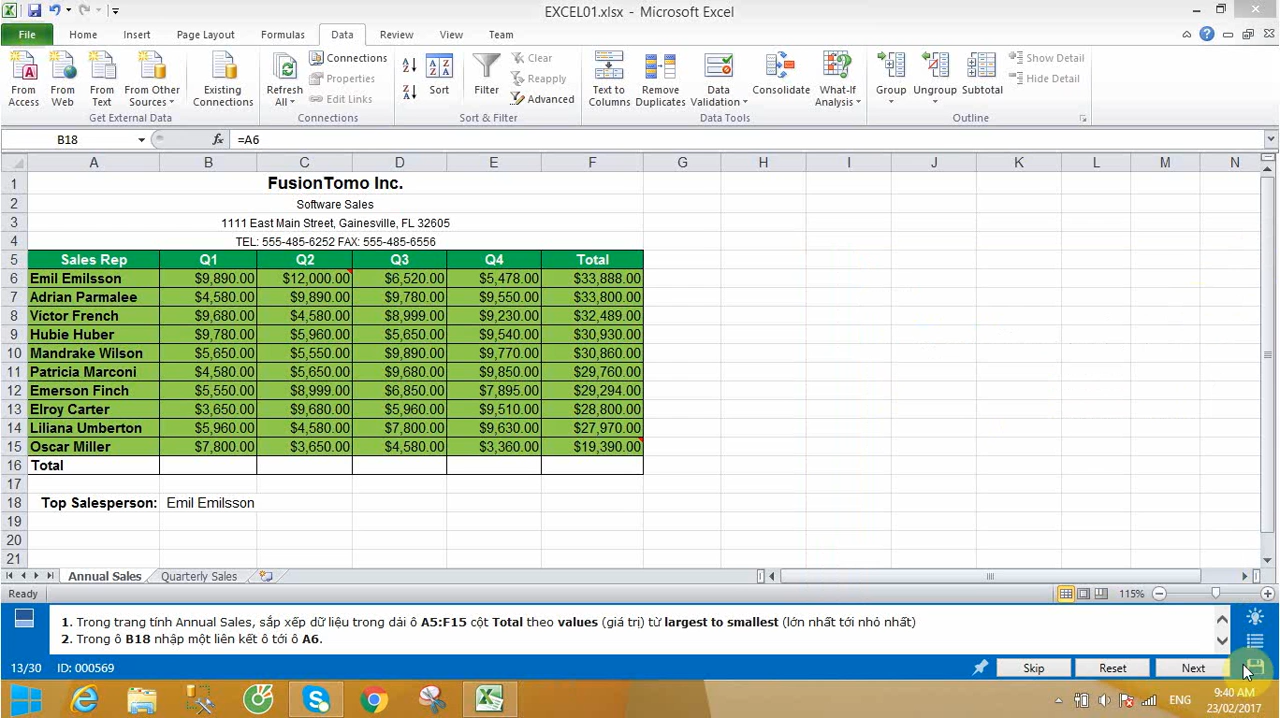 EXCEL01.xlsx - Microsoft Excel
File Home Insert Page Layout Formulas Data Review View Team
From Access
From Web
From Text
From Other Sources
Existing Connections
Get External Data
Refresh All
Connections
Properties
Edit Links
Connections
Sort
Filter
Clear
Reapply
Advanced
Sort & Filter
Text to Columns
Remove Duplicates
Data Validation
Consolidate
What-If Analysis
Data Tools
Group
Ungroup
Subtotal
Show Detail
Hide Detail
Outline
B18 fx =A6
A B C D E F G H I J K L M N
1 FusionTomo Inc.
2 Software Sales
3 1111 East Main Street, Gainesville, FL 32605
4 TEL: 555-485-6252 FAX: 555-485-6556
5 Sales Rep Q1 Q2 Q3 Q4 Total
6 Emil Emilsson $9,890.00 $12,000.00 $6,520.00 $5,478.00 $33,888.00
7 Adrian Parmalee $4,580.00 $9,890.00 $9,780.00 $9,550.00 $33,800.00
8 Victor French $9,680.00 $4,580.00 $8,999.00 $9,230.00 $32,489.00
9 Hubie Huber $9,780.00 $5,960.00 $5,650.00 $9,540.00 $30,930.00
10 Mandrake Wilson $5,650.00 $5,550.00 $9,890.00 $9,770.00 $30,860.00
11 Patricia Marconi $4,580.00 $5,650.00 $9,680.00 $9,850.00 $29,760.00
12 Emerson Finch $5,550.00 $8,999.00 $6,850.00 $7,895.00 $29,294.00
13 Elroy Carter $3,650.00 $9,680.00 $5,960.00 $9,510.00 $28,800.00
14 Liliana Umberton $5,960.00 $4,580.00 $7,800.00 $9,630.00 $27,970.00
15 Oscar Miller $7,800.00 $3,650.00 $4,580.00 $3,360.00 $19,390.00
16 Total
17
18 Top Salesperson: Emil Emilsson
19
20
21
Annual Sales Quarterly Sales
Ready 115%
1. Trong trang tính Annual Sales, sắp xếp dữ liệu trong dải ô A5:F15 cột Total theo values (giá trị) từ largest to smallest (lớn nhất tới nhỏ nhất)
2. Trong ô B18 nhập một liên kết ô tới ô A6.
13/30 ID: 000569 Skip Reset Next
ENG
9:40 AM
23/02/2017